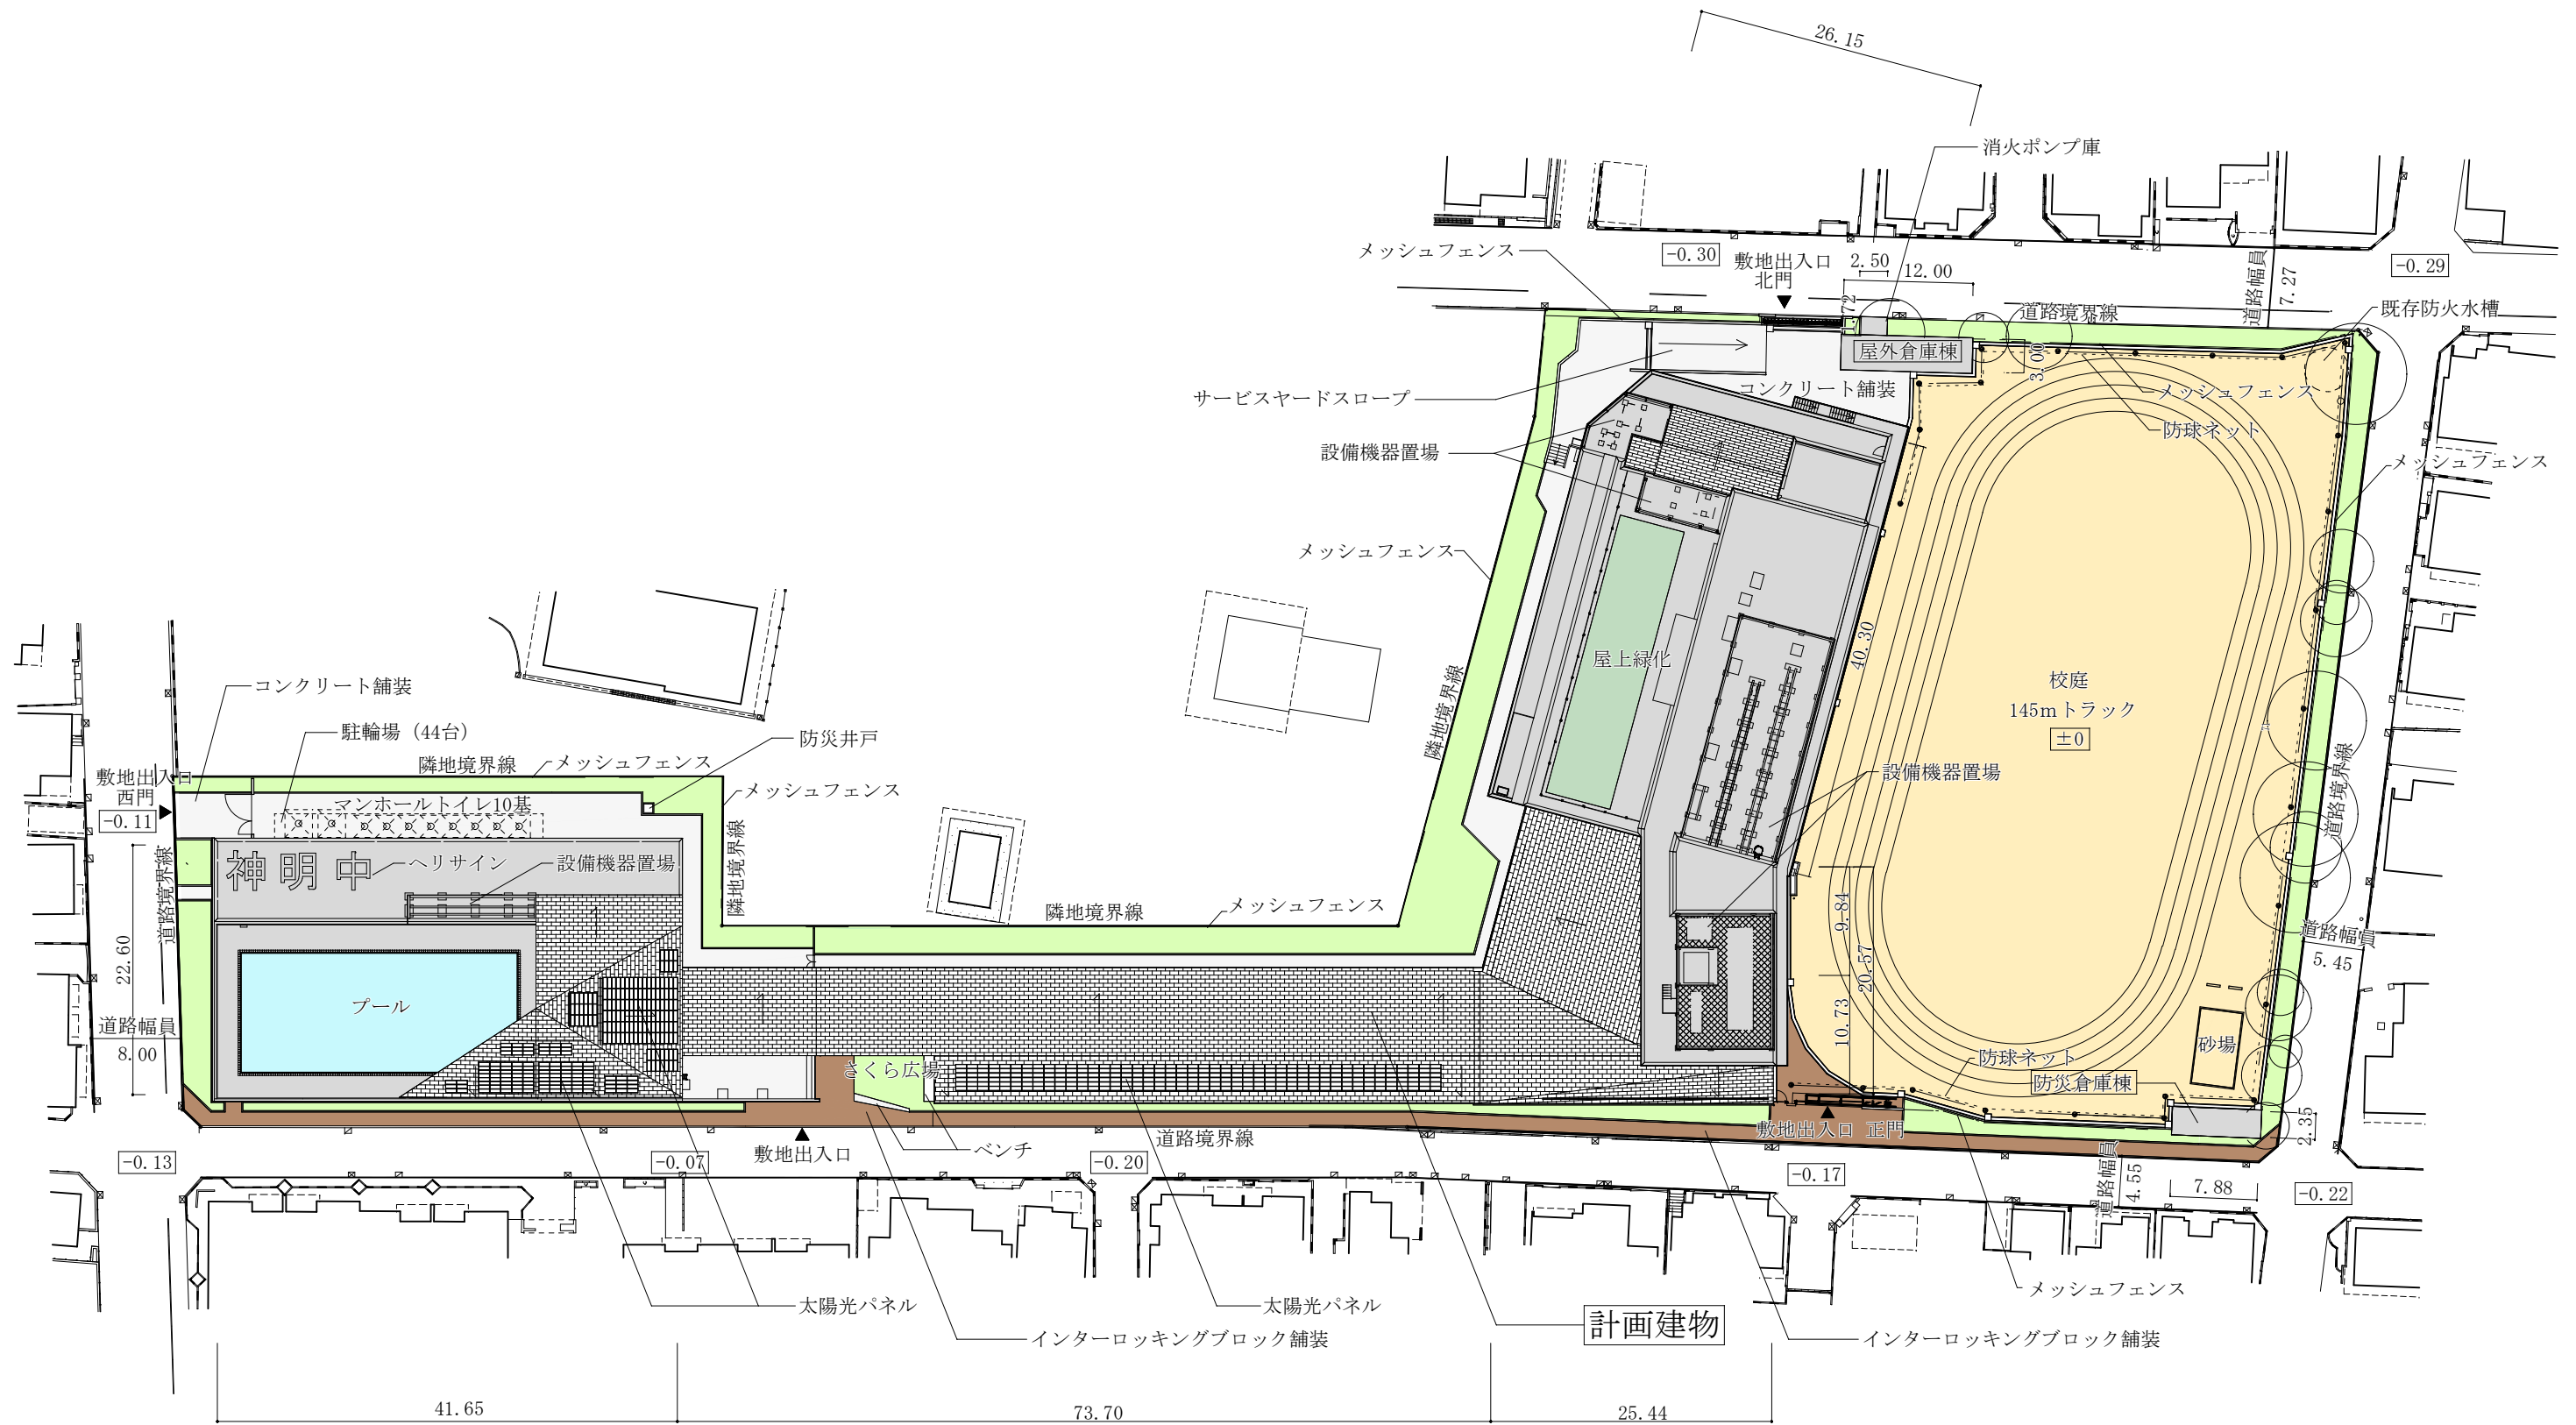 26.15
消火ポンプ庫
メッシュフェンス
-0.30
敷地出入口
北門
2.50
12.00
1.72
道路幅員
7.27
-0.29
道路境界線
既存防火水槽
屋外倉庫棟
3.00
サービスヤードスロープ
コンクリート舗装
メッシュフェンス
防球ネット
設備機器置場
メッシュフェンス
メッシュフェンス
隣地境界線
屋上緑化
40.30
校庭
145mトラック
±0
設備機器置場
道路境界線
コンクリート舗装
駐輪場（44台）
防災井戸
隣地境界線
メッシュフェンス
メッシュフェンス
敷地出入口
西門
-0.11
マンホールトイレ10基
神明中
ヘリサイン
設備機器置場
隣地境界線
道路境界線
22.60
隣地境界線
メッシュフェンス
9.84
20.57
10.73
道路幅員
5.45
プール
道路幅員
8.00
さくら広場
砂場
防球ネット
防災倉庫棟
2.35
敷地出入口 正門
道路境界線
ベンチ
敷地出入口
-0.13
-0.07
-0.20
-0.17
道路幅員
4.55
7.88
-0.22
メッシュフェンス
太陽光パネル
太陽光パネル
計画建物
インターロッキングブロック舗装
インターロッキングブロック舗装
41.65
73.70
25.44